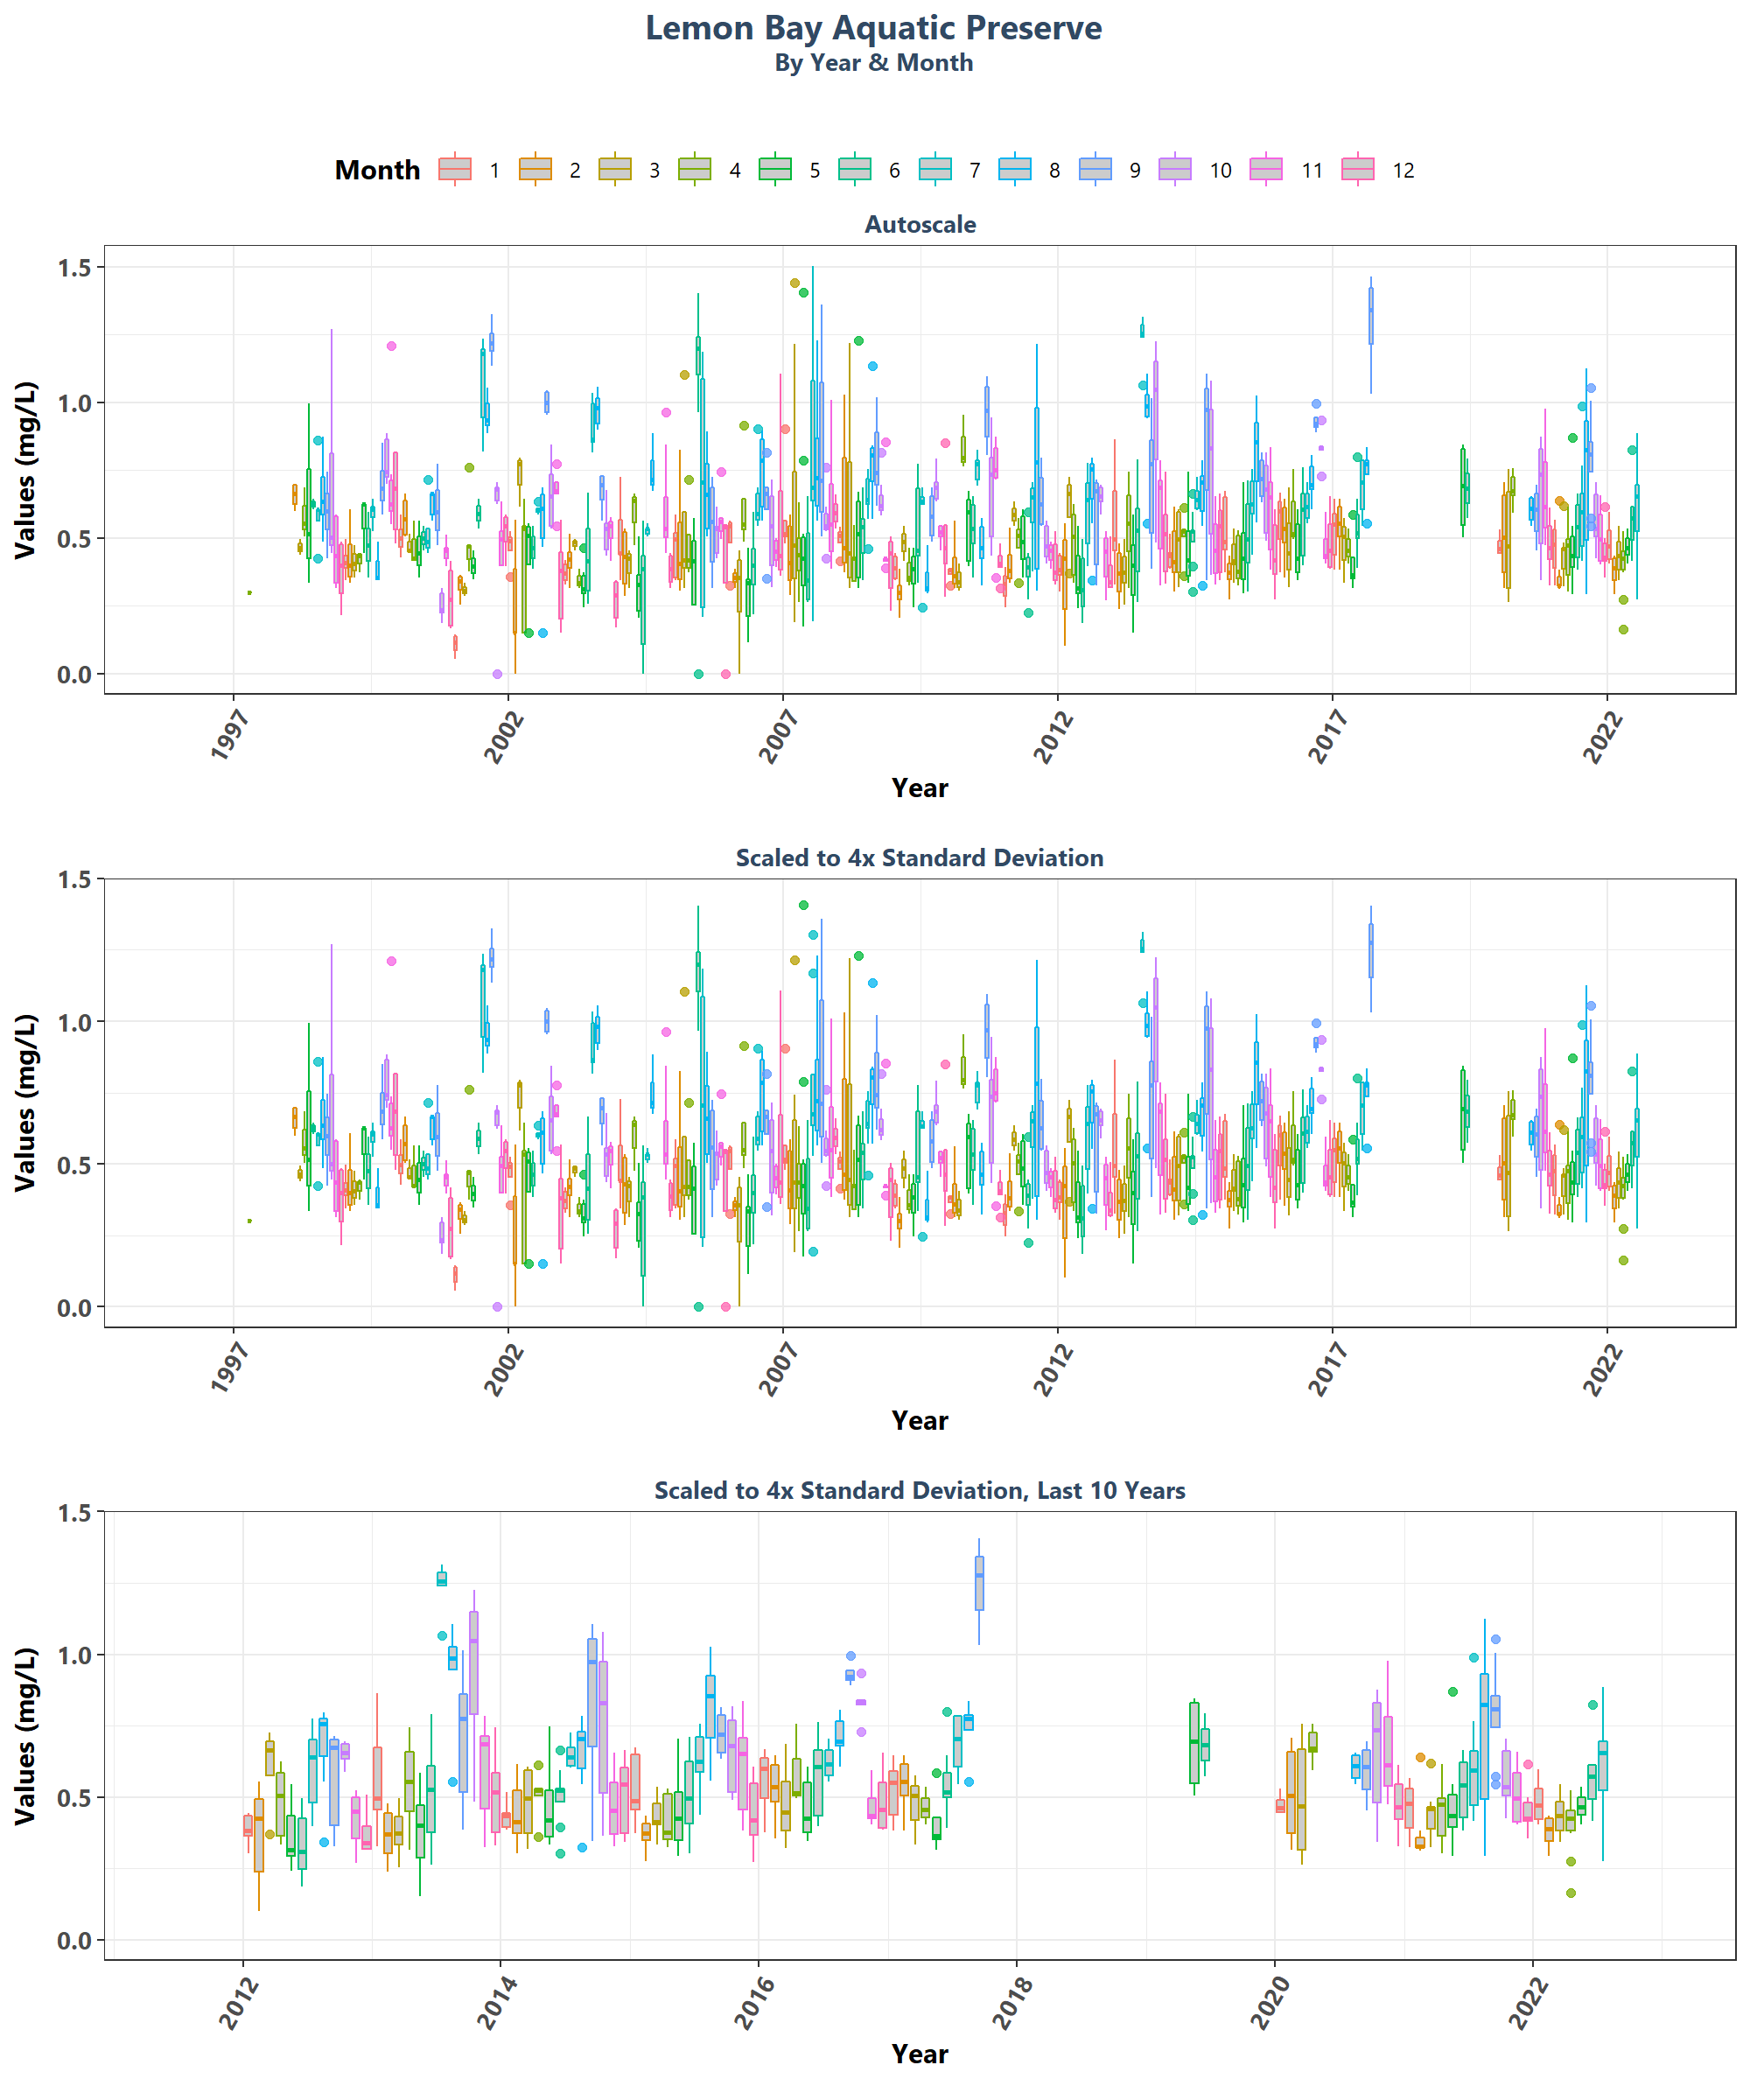 Lemon Bay Aquatic Preserve
By Year & Month
Month 1 2 3 4 5 6 7 8 9 10 11 12
Autoscale
Values (mg/L)
1.5
1.0
0.5
0.0
1997 2002 2007 2012 2017 2022
Year
Scaled to 4x Standard Deviation
Values (mg/L)
1.5
1.0
0.5
0.0
1997 2002 2007 2012 2017 2022
Year
Scaled to 4x Standard Deviation, Last 10 Years
Values (mg/L)
1.5
1.0
0.5
0.0
2012 2014 2016 2018 2020 2022
Year